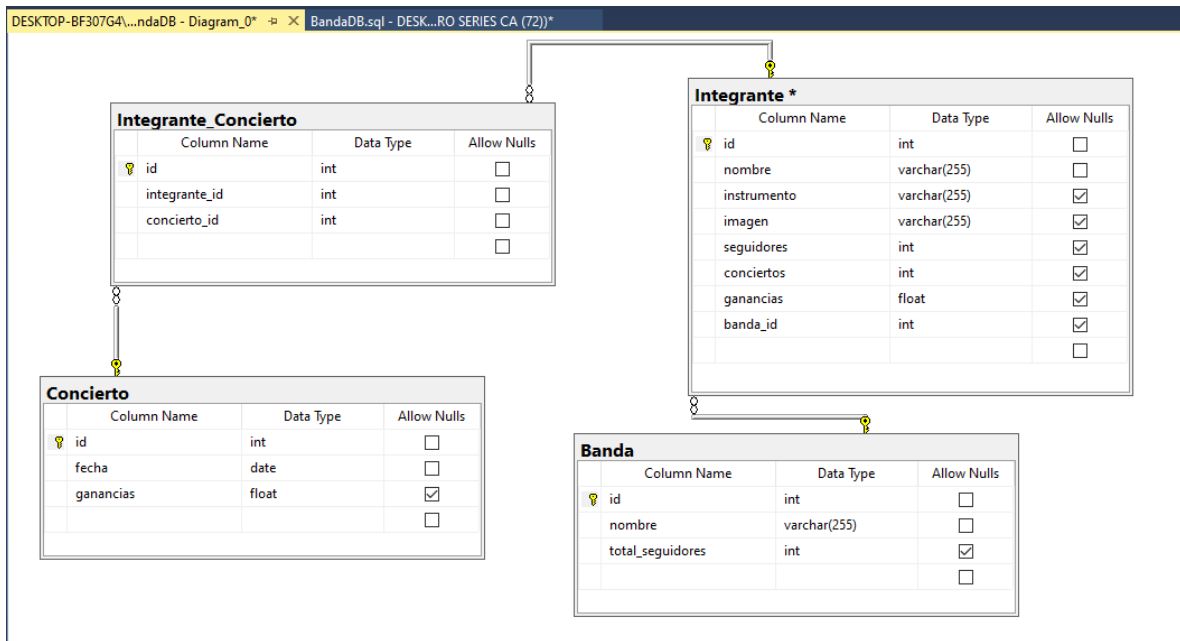 DESKTOP-BF307G4\...ndaDB - Diagram_0*
BandaDB.sql - DESK...RO SERIES CA (72))*
Integrante_Concierto
Column Name Data Type Allow Nulls
id int
integrante_id int
concierto_id int
Integrante *
Column Name Data Type Allow Nulls
id int
nombre varchar(255)
instrumento varchar(255)
imagen varchar(255)
seguidores int
conciertos int
ganancias float
banda_id int
Concierto
Column Name Data Type Allow Nulls
id int
fecha date
ganancias float
Banda
Column Name Data Type Allow Nulls
id int
nombre varchar(255)
total_seguidores int